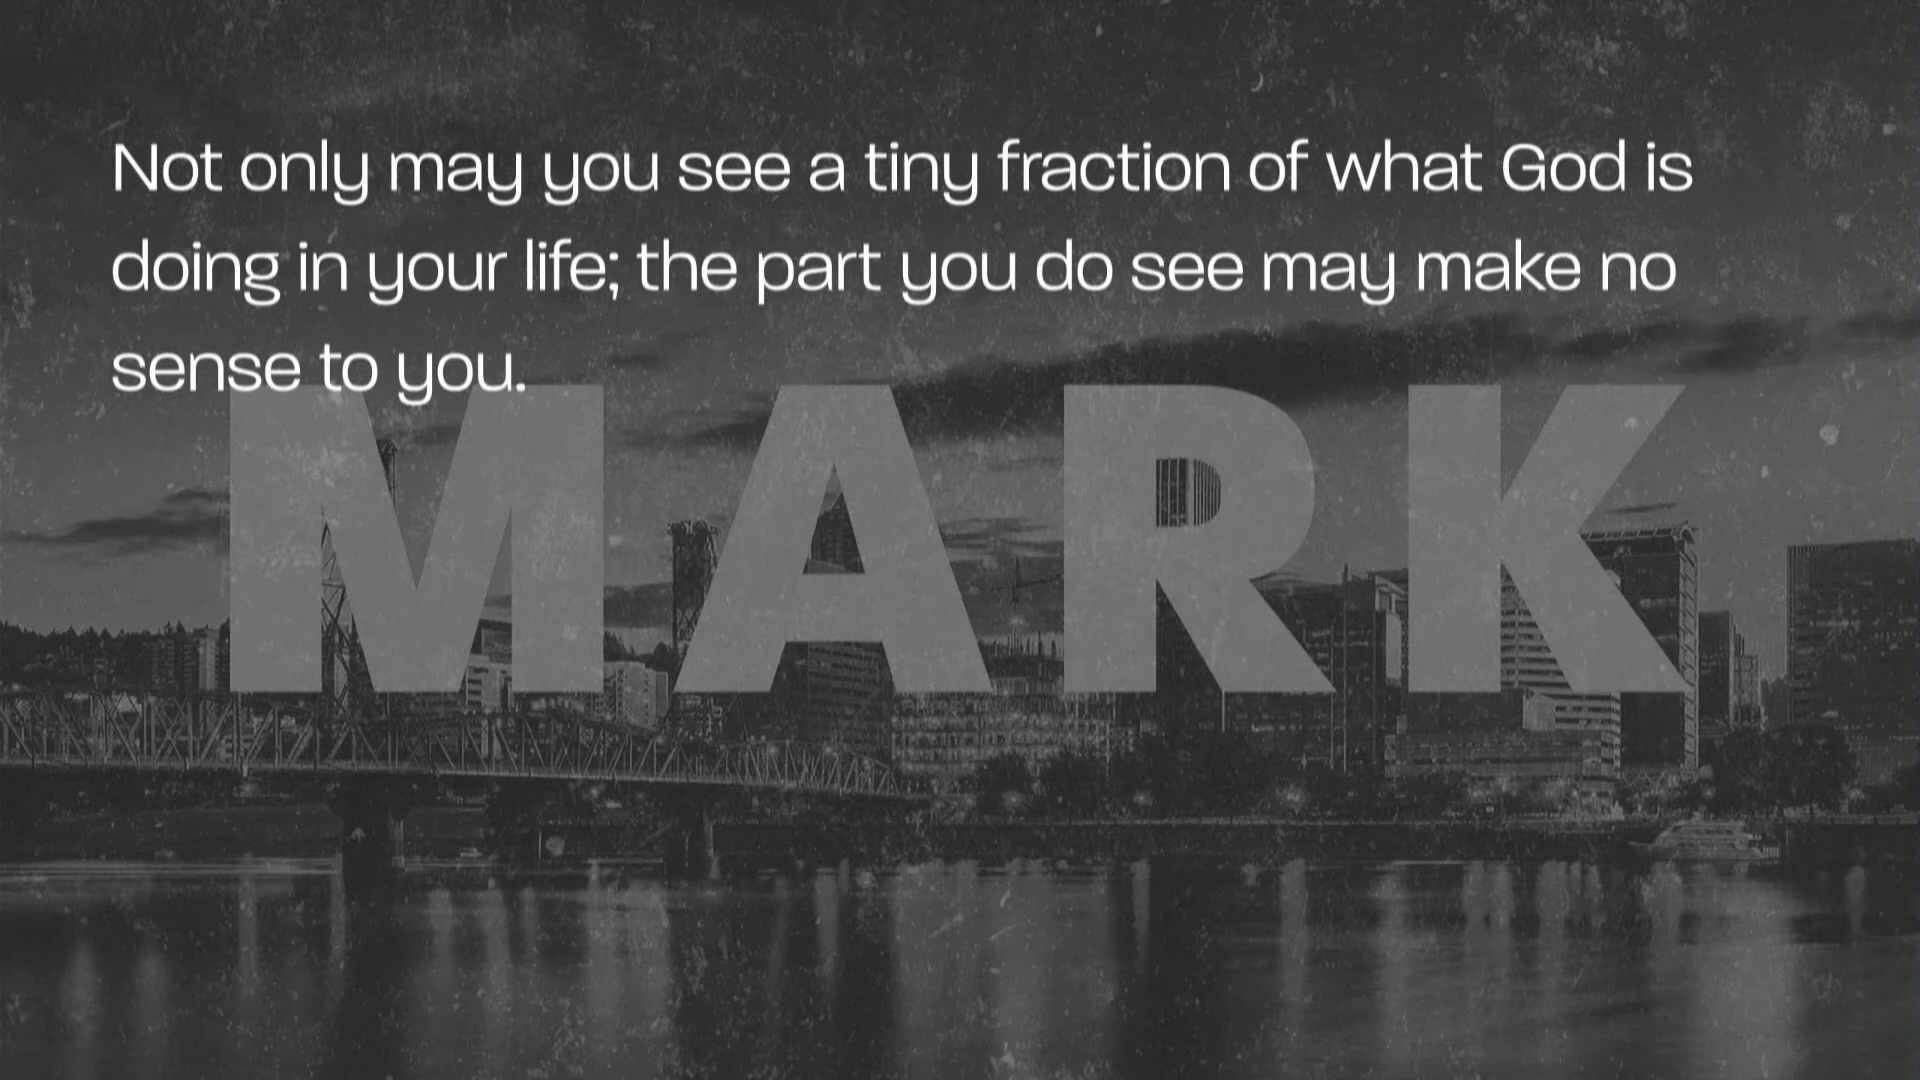 Not only may you see a tiny fraction of what God is
doing in your life; the part you do see may make no
sense to you.
MARK